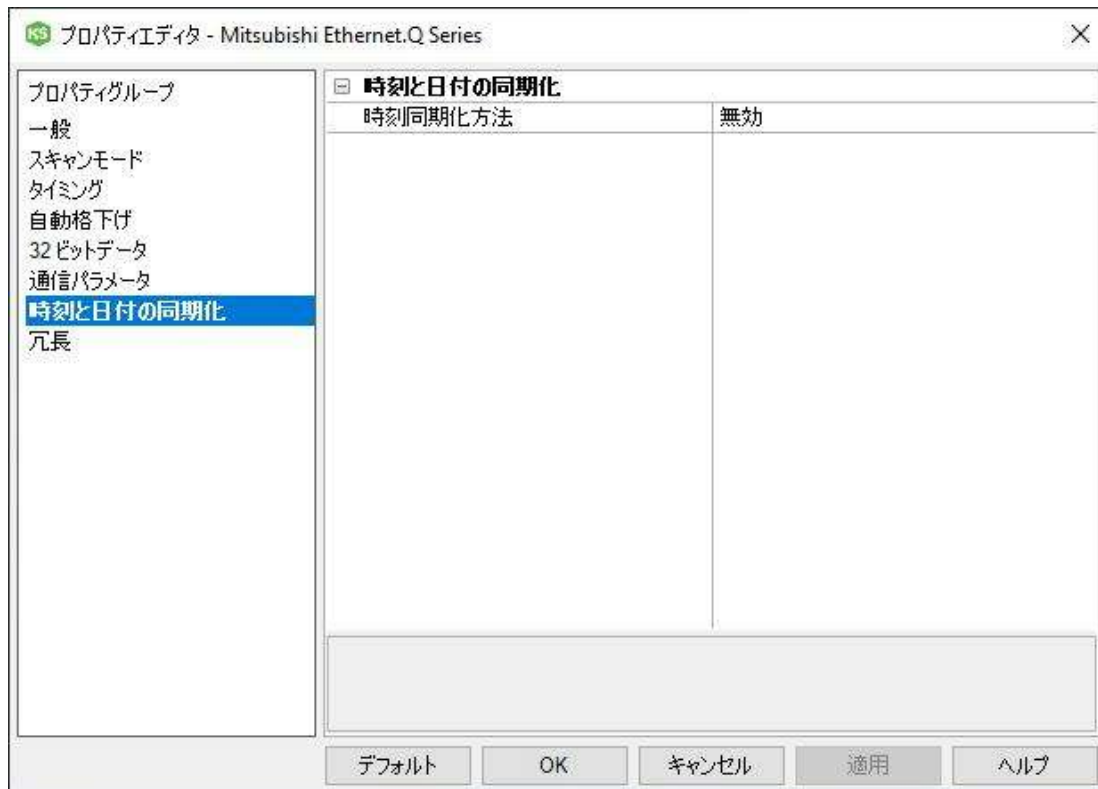 KS プロパティエディタ - Mitsubishi Ethernet.Q Series
プロパティグループ
一般
スキャンモード
タイミング
自動格下げ
32 ビットデータ
通信パラメータ
時刻と日付の同期化
冗長
時刻と日付の同期化
時刻同期化方法 無効
デフォルト OK キャンセル 適用 ヘルプ